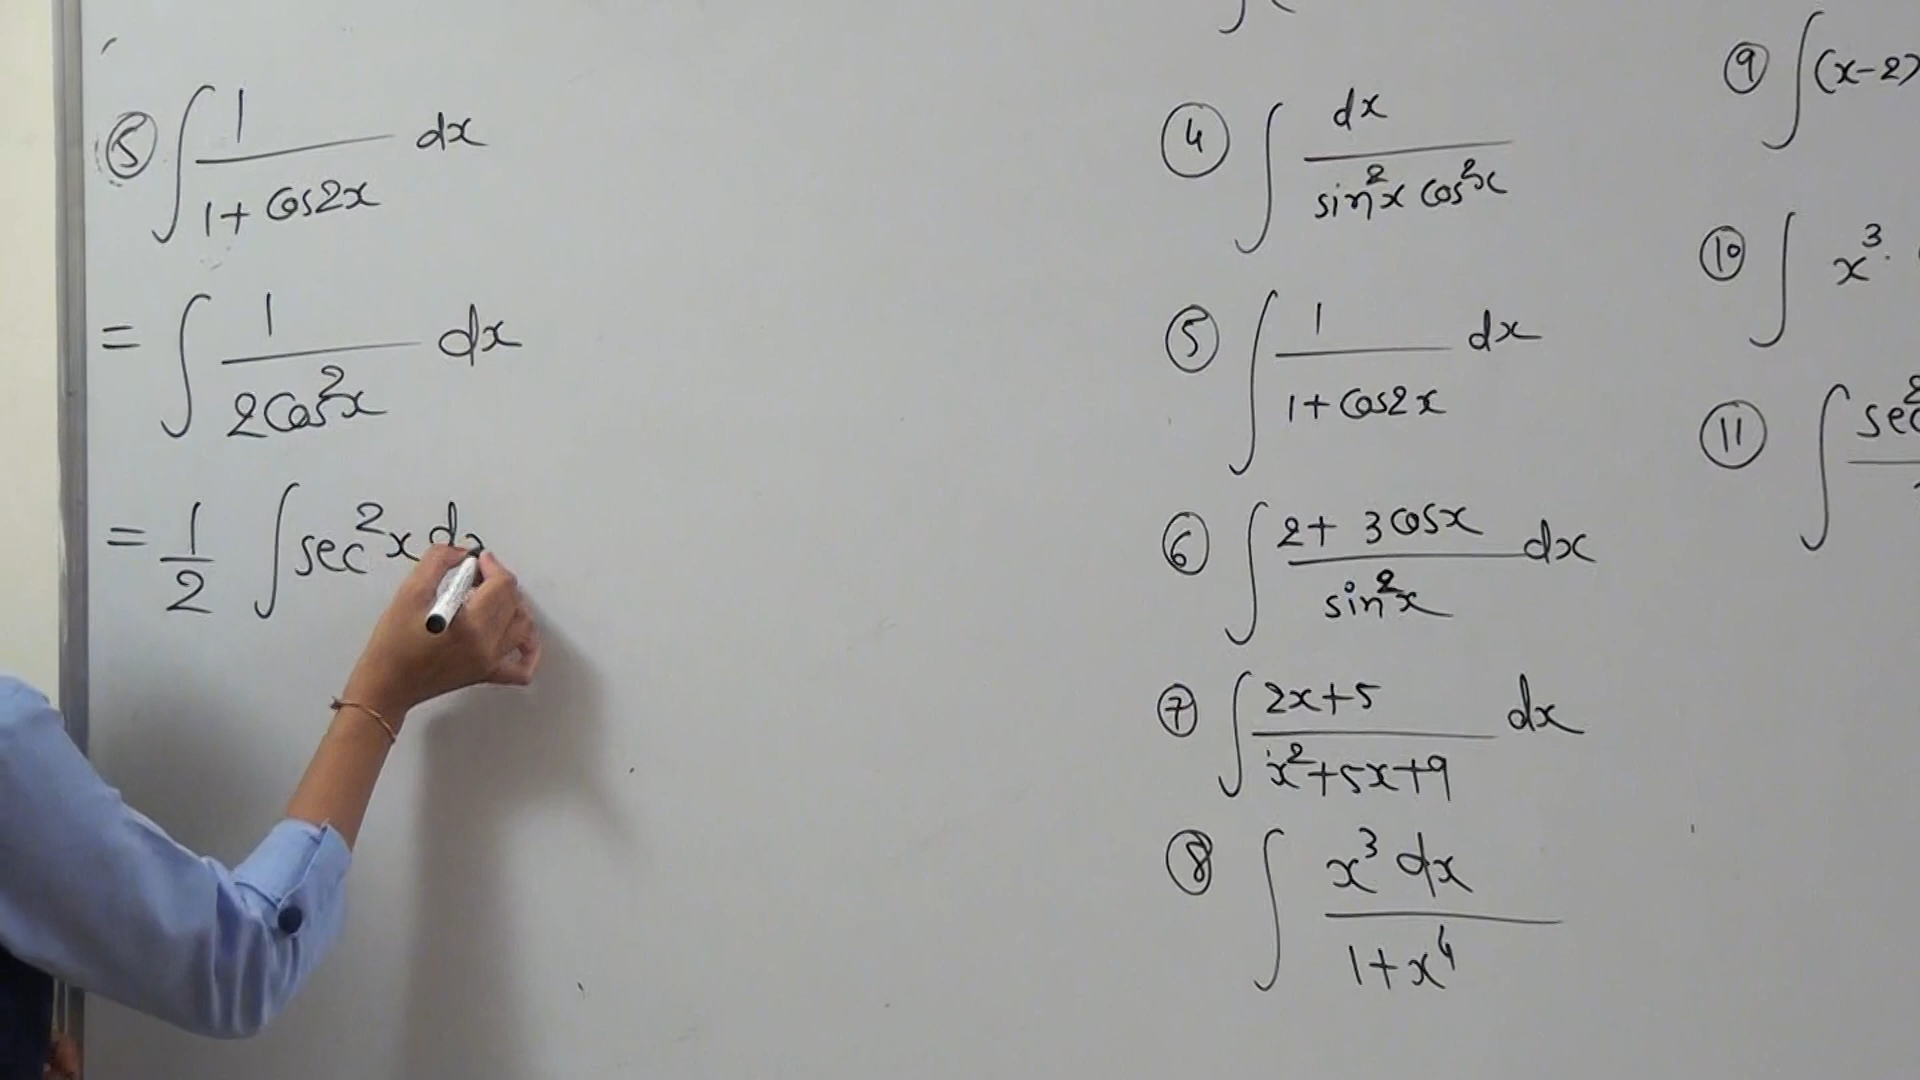 ⑤ ∫ 1/(1 + cos2x) dx
= ∫ 1/(2cos²x) dx
= 1/2 ∫ sec²x dx
④ ∫ dx/(sin²x cos²x)
⑤ ∫ 1/(1 + cos2x) dx
⑥ ∫ (2 + 3cosx)/(sin²x) dx
⑦ ∫ (2x+5)/(x²+5x+9) dx
⑧ ∫ x³ dx/(1+x⁴)
⑨ ∫ (x-2)
⑩ ∫ x³.
⑪ ∫ sec²